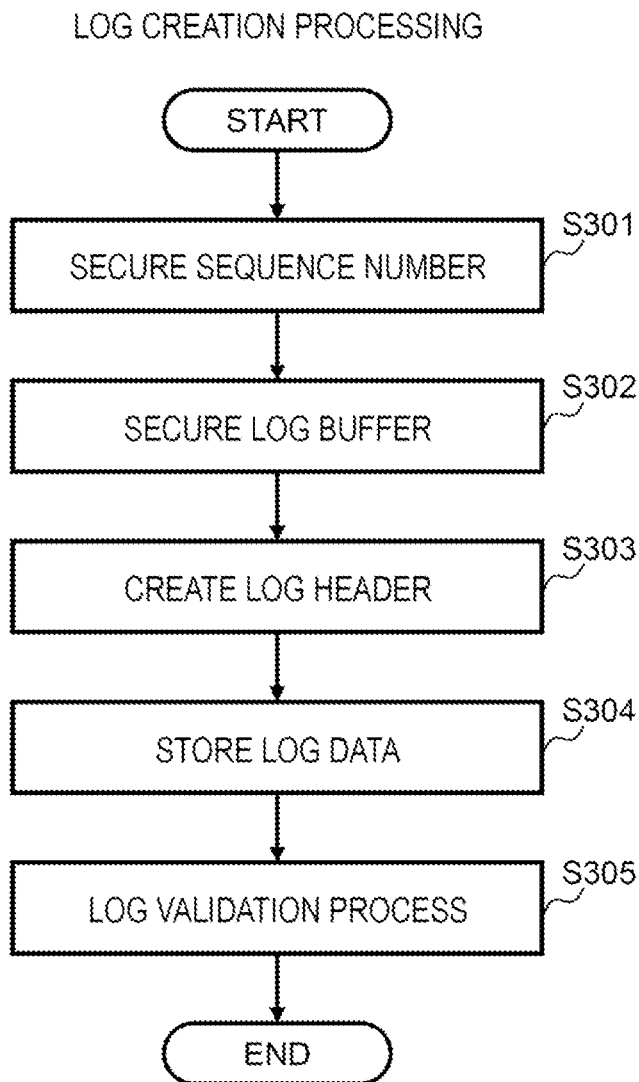 LOG CREATION PROCESSING
START
S301
SECURE SEQUENCE NUMBER
S302
SECURE LOG BUFFER
S303
CREATE LOG HEADER
S304
STORE LOG DATA
S305
LOG VALIDATION PROCESS
END